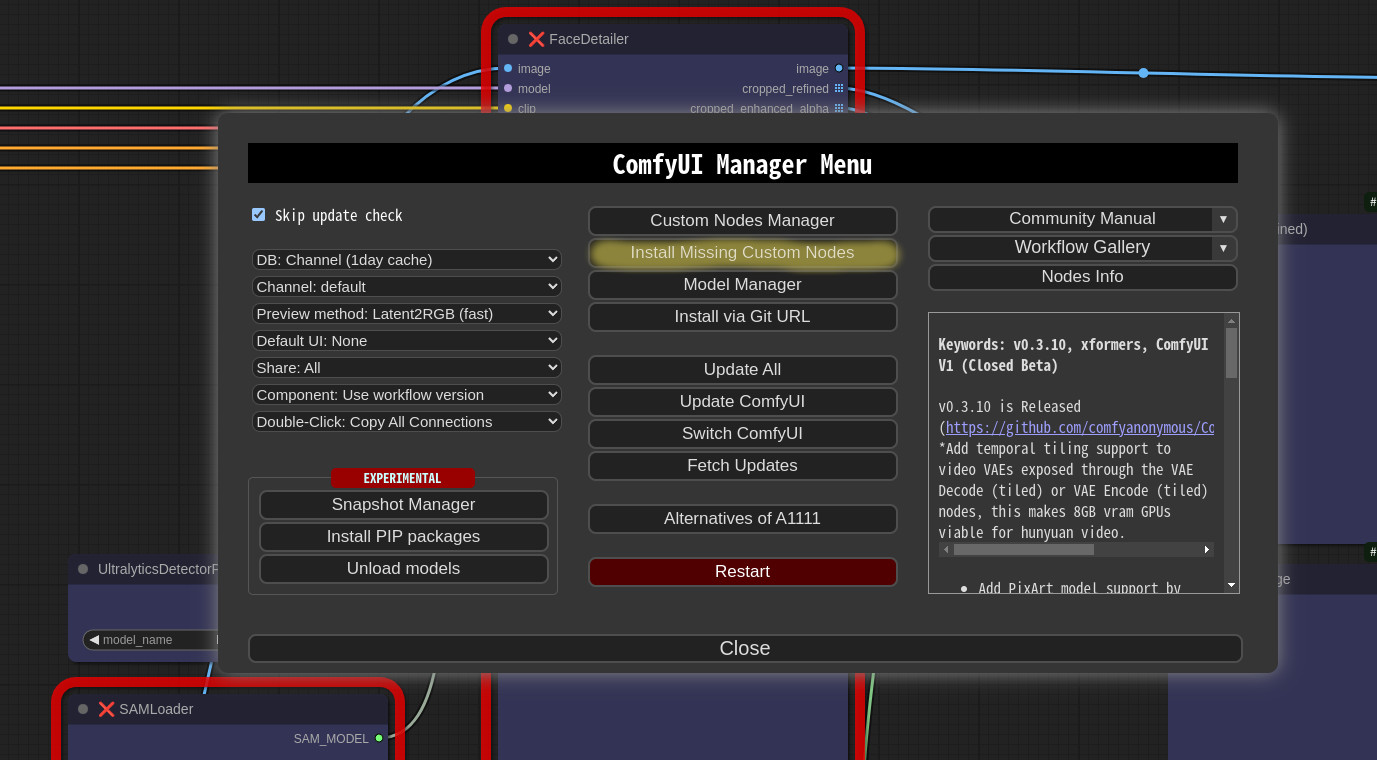 ❌ FaceDetailer
image
image
model
cropped_refined
clip
cropped_enhanced_alpha
ComfyUI Manager Menu
Skip update check
DB: Channel (1day cache)
Channel: default
Preview method: Latent2RGB (fast)
Default UI: None
Share: All
Component: Use workflow version
Double-Click: Copy All Connections
EXPERIMENTAL
Snapshot Manager
Install PIP packages
Unload models
Custom Nodes Manager
Install Missing Custom Nodes
Model Manager
Install via Git URL
Update All
Update ComfyUI
Switch ComfyUI
Fetch Updates
Alternatives of A1111
Restart
Community Manual
Workflow Gallery
Nodes Info
Keywords: v0.3.10, xformers, ComfyUI
V1 (Closed Beta)
v0.3.10 is Released
(https://github.com/comfyanonymous/Co
*Add temporal tiling support to
video VAEs exposed through the VAE
Decode (tiled) or VAE Encode (tiled)
nodes, this makes 8GB vram GPUs
viable for hunyuan video.
• Add PixArt model support by
Close
#
ined)
#
ge
UltralyticsDetectorP
model_name
❌ SAMLoader
SAM_MODEL